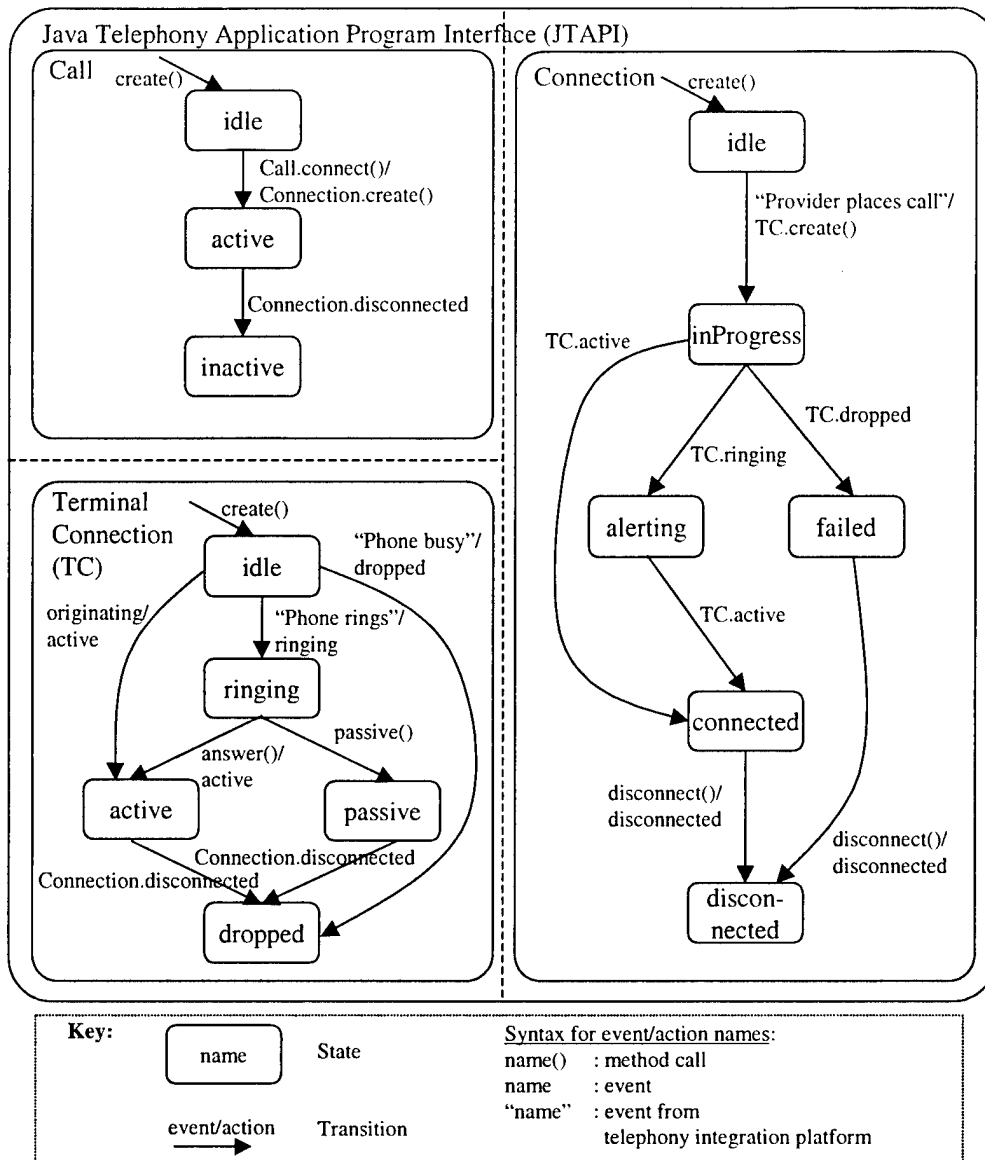 Java Telephony Application Program Interface (JTAPI)
Call
create()
idle
Call.connect()/
Connection.create()
active
Connection.disconnected
inactive
Terminal
Connection
(TC)
create()
idle
"Phone busy"/
dropped
originating/
active
"Phone rings"/
ringing
ringing
answer()/
active
passive()
active
passive
Connection.disconnected
Connection.disconnected
dropped
Connection
create()
idle
"Provider places call"/
TC.create()
inProgress
TC.active
TC.dropped
TC.ringing
alerting
failed
TC.active
connected
disconnect()/
disconnected
disconnect()/
disconnected
discon-
nected
Key:
name
State
event/action
Transition
Syntax for event/action names:
name() : method call
name : event
"name" : event from
telephony integration platform